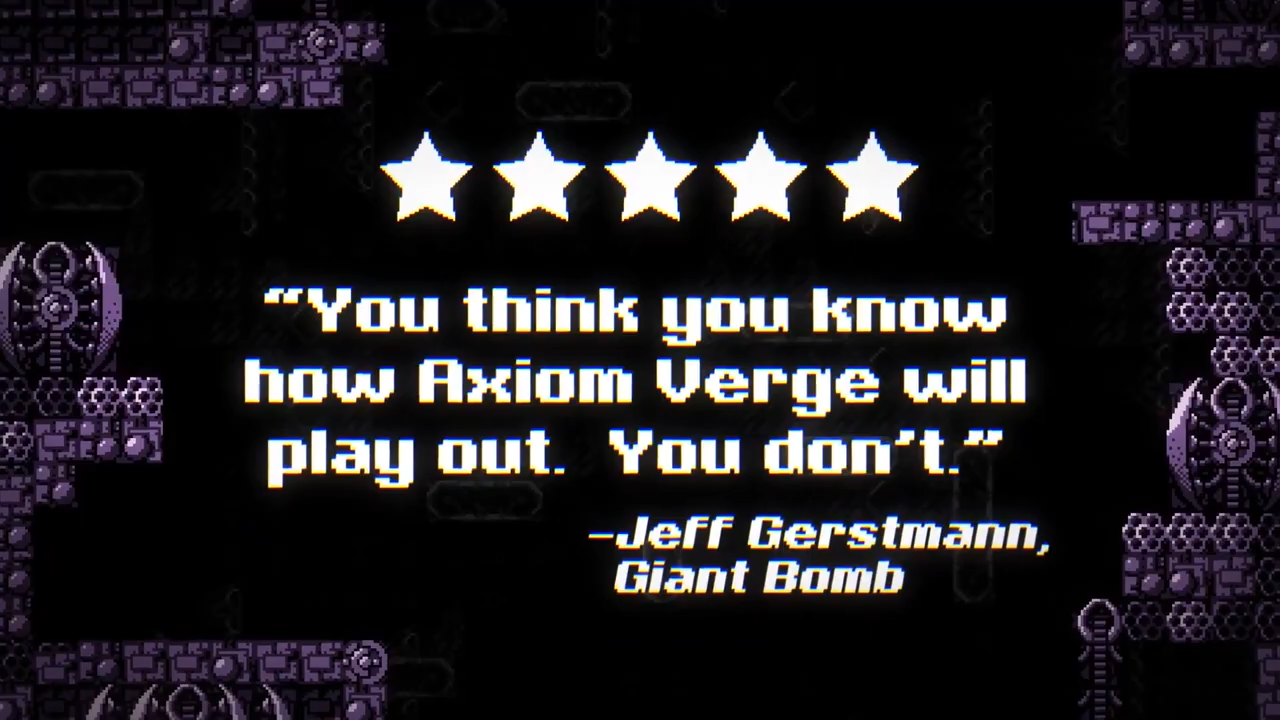 “You think you know
how Axiom Verge will
play out.  You don’t.”
–Jeff Gerstmann,
Giant Bomb